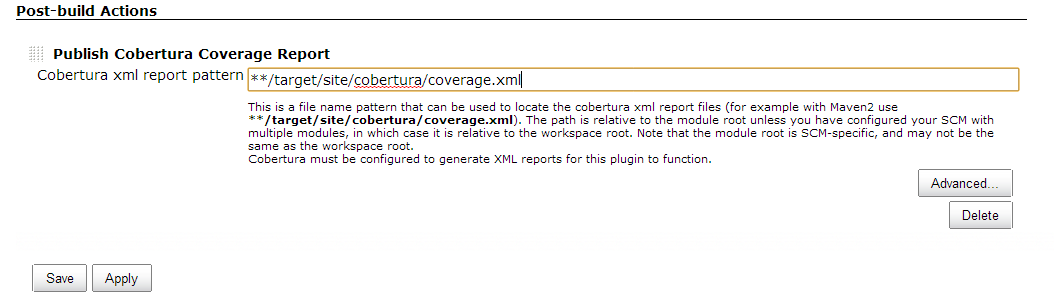 Post-build Actions
Publish Cobertura Coverage Report
Cobertura xml report pattern **/target/site/cobertura/coverage.xml
This is a file name pattern that can be used to locate the cobertura xml report files (for example with Maven2 use
**/target/site/cobertura/coverage.xml). The path is relative to the module root unless you have configured your SCM with
multiple modules, in which case it is relative to the workspace root. Note that the module root is SCM-specific, and may not be the
same as the workspace root.
Cobertura must be configured to generate XML reports for this plugin to function.
Advanced...
Delete
Save Apply